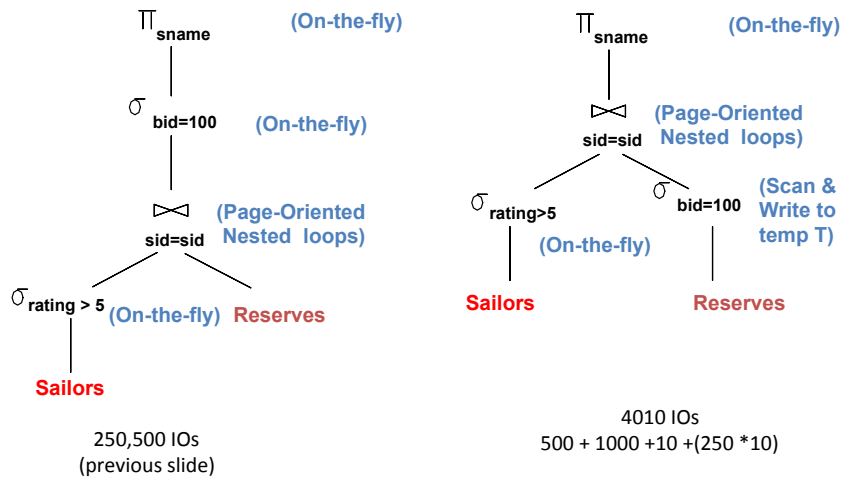 π sname (On-the-fly)
σ bid=100 (On-the-fly)
(Page-Oriented
sid=sid Nested loops)
σ rating > 5 (On-the-fly) Reserves
Sailors
250,500 IOs
(previous slide)
π sname (On-the-fly)
(Page-Oriented
sid=sid Nested loops)
σ rating>5
(On-the-fly)
σ bid=100
(Scan &
Write to
temp T)
Sailors
Reserves
4010 IOs
500 + 1000 +10 +(250 *10)